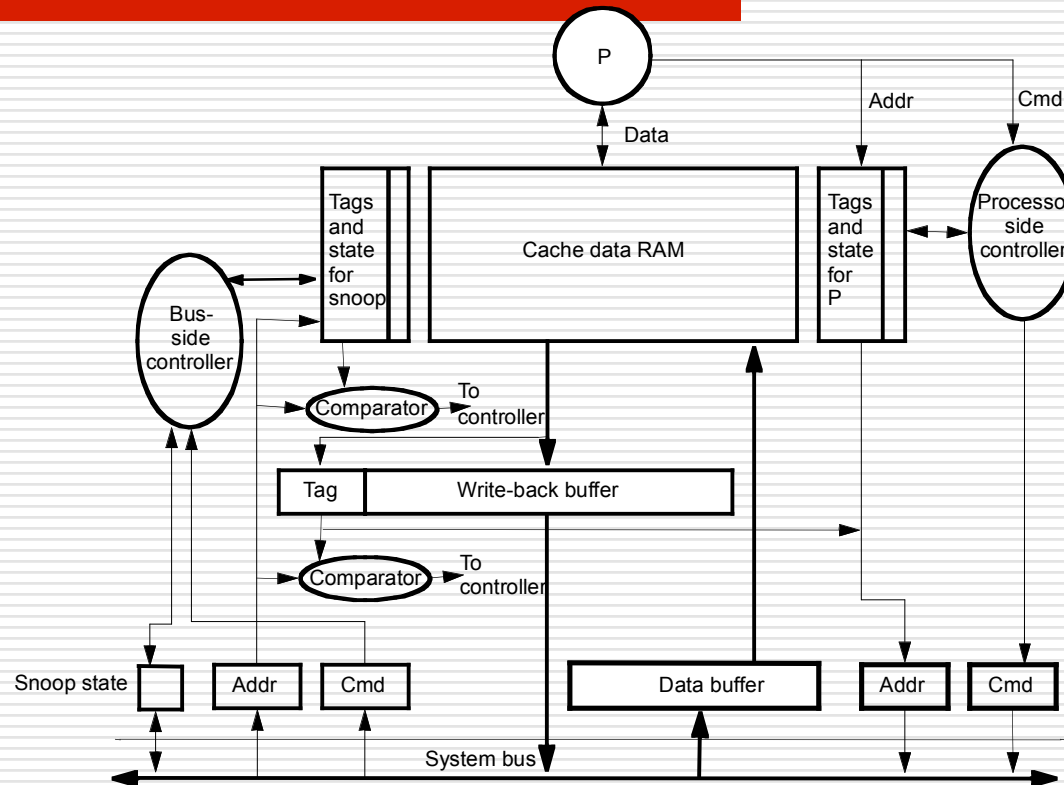 P
Addr
Cmd
Data
Tags
and
state
for
snoop
Cache data RAM
Tags
and
state
for
P
Processo
side
controller
Bus-
side
controller
Comparator
To
controller
Tag
Write-back buffer
Comparator
To
controller
Snoop state
Addr
Cmd
Data buffer
Addr
Cmd
System bus